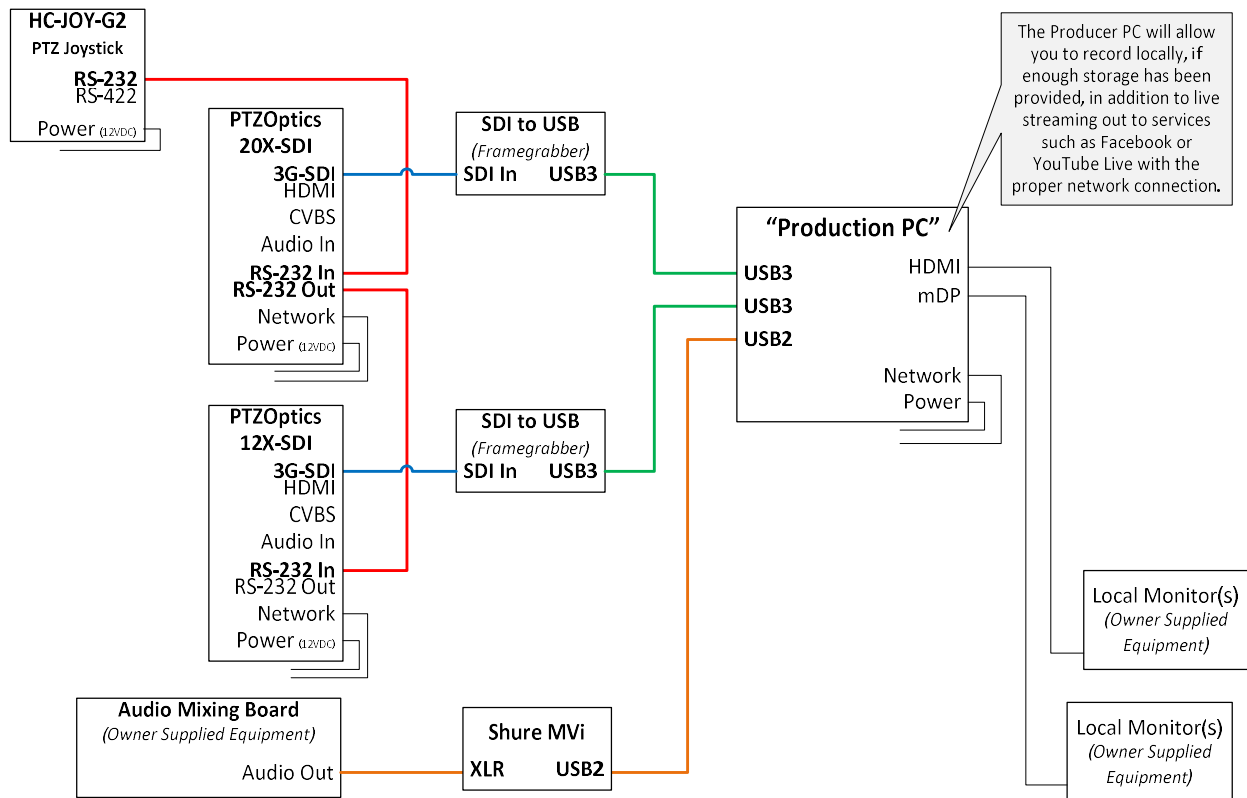 HC-JOY-G2
PTZ Joystick
RS-232
RS-422
Power (12VDC)
PTZOptics
20X-SDI
3G-SDI
HDMI
CVBS
Audio In
RS-232 In
RS-232 Out
Network
Power (12VDC)
SDI to USB
(Framegrabber)
SDI In USB3
The Producer PC will allow
you to record locally, if
enough storage has been
provided, in addition to live
streaming out to services
such as Facebook or
YouTube Live with the
proper network connection.
“Production PC”
USB3
USB3
USB2
HDMI
mDP
Network
Power
PTZOptics
12X-SDI
3G-SDI
HDMI
CVBS
Audio In
RS-232 In
RS-232 Out
Network
Power (12VDC)
SDI to USB
(Framegrabber)
SDI In USB3
Local Monitor(s)
(Owner Supplied
Equipment)
Audio Mixing Board
(Owner Supplied Equipment)
Audio Out
Shure MVi
XLR USB2
Local Monitor(s)
(Owner Supplied
Equipment)